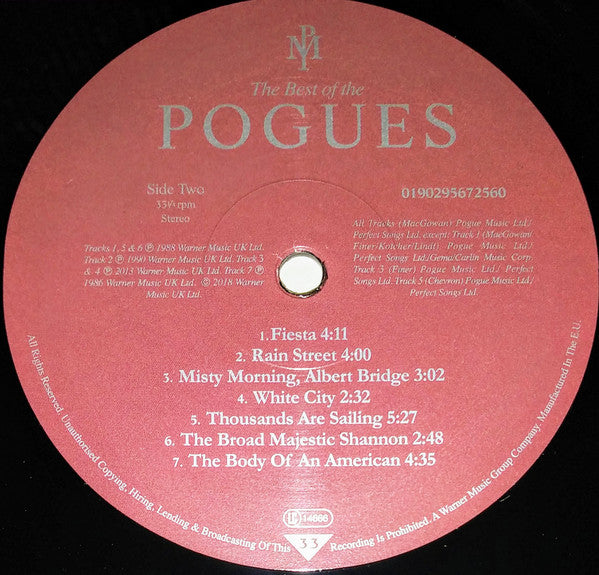 PM
The Best of the
POGUES
Side Two
33⅓ rpm
Stereo
0190295672560
Tracks 1, 5 & 6 ℗ 1988 Warner Music UK Ltd.
Track 2 ℗ 1990 Warner Music UK Ltd. Track 3
& 4 ℗ 2013 Warner Music UK Ltd. Track 7 ℗
1986 Warner Music UK Ltd. © 2018 Warner
Music UK Ltd.
All Tracks (MacGowan) Pogue Music Ltd./
Perfect Songs Ltd. except: Track 1 (MacGowan/
Finer/Kotcher/Lindt) Pogue Music Ltd./
Perfect Songs Ltd./Gema/Carlin Music Corp.
Track 3 (Finer) Pogue Music Ltd./ Perfect
Songs Ltd. Track 5 (Chevron) Pogue Music Ltd./
Perfect Songs Ltd.
1. Fiesta 4:11
2. Rain Street 4:00
3. Misty Morning, Albert Bridge 3:02
4. White City 2:32
5. Thousands Are Sailing 5:27
6. The Broad Majestic Shannon 2:48
7. The Body Of An American 4:35
LC 14666
33
All Rights Reserved. Unauthorised Copying, Hiring, Lending & Broadcasting Of This Recording Is Prohibited. A Warner Music Group Company. Manufactured In The E.U.